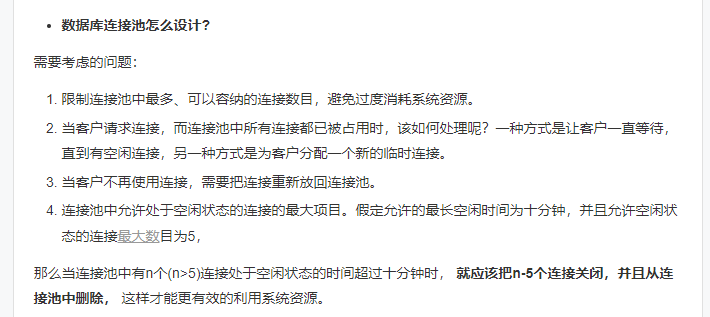 • 数据库连接池怎么设计？
需要考虑的问题：
1. 限制连接池中最多、可以容纳的连接数目，避免过度消耗系统资源。
2. 当客户请求连接，而连接池中所有连接都已被占用时，该如何处理呢？一种方式是让客户一直等待，
直到有空闲连接，另一种方式是为客户分配一个新的临时连接。
3. 当客户不再使用连接，需要把连接重新放回连接池。
4. 连接池中允许处于空闲状态的连接的最大项目。假定允许的最长空闲时间为十分钟，并且允许空闲状
态的连接最大数目为5，
那么当连接池中有n个(n>5)连接处于空闲状态的时间超过十分钟时， 就应该把n-5个连接关闭，并且从连
接池中删除， 这样才能更有效的利用系统资源。